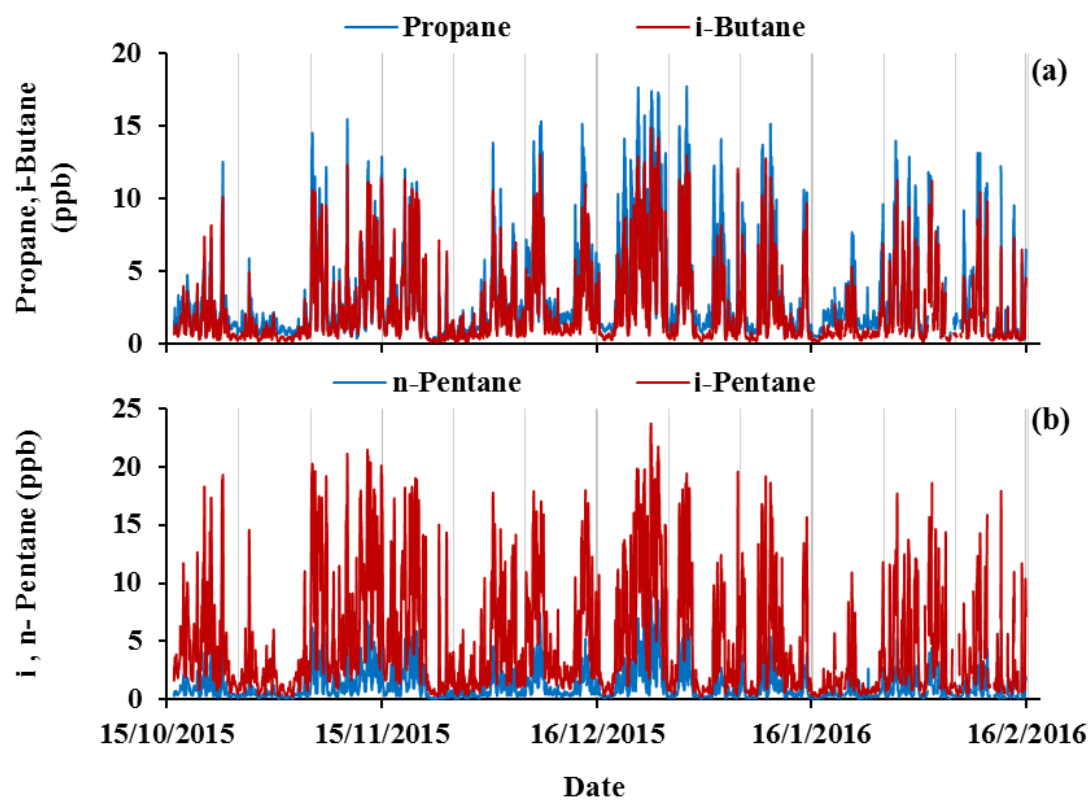 Propane i-Butane
20
(a)
15
10
5
0
Propane, i-Butane
(ppb)
n-Pentane i-Pentane
25
(b)
20
15
10
5
0
i , n- Pentane (ppb)
15/10/2015 15/11/2015 16/12/2015 16/1/2016 16/2/2016
Date